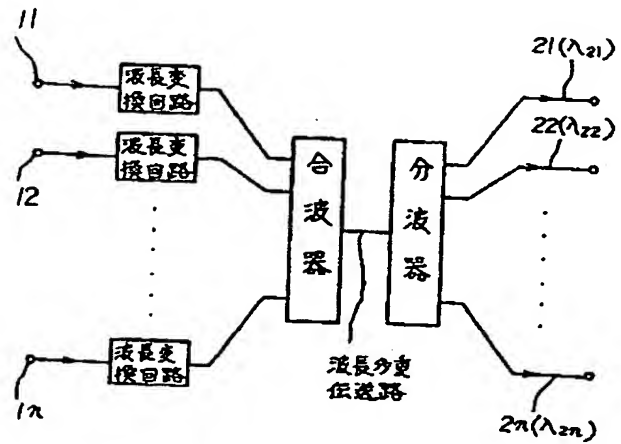 11
21(λ21)
波長変
換回路
22(λ22)
波長変
換回路
12
合波器
分波器
波長変
換回路
波長多重
伝送路
1n
2n(λ2n)